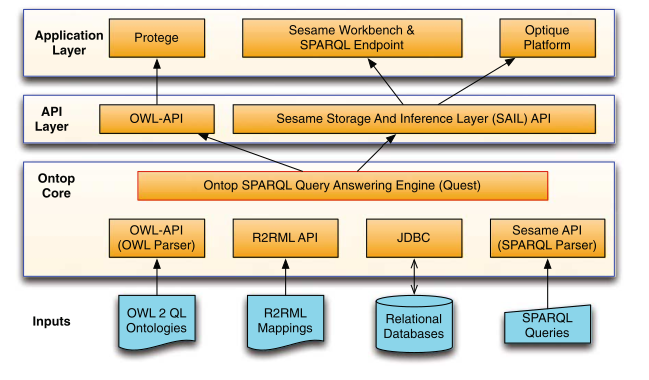 Application
Layer
Protege
Sesame Workbench &
SPARQL Endpoint
Optique
Platform
API
Layer
OWL-API
Sesame Storage And Inference Layer (SAIL) API
Ontop
Core
Ontop SPARQL Query Answering Engine (Quest)
OWL-API
(OWL Parser)
R2RML API
JDBC
Sesame API
(SPARQL Parser)
Inputs
OWL 2 QL
Ontologies
R2RML
Mappings
Relational
Databases
SPARQL
Queries